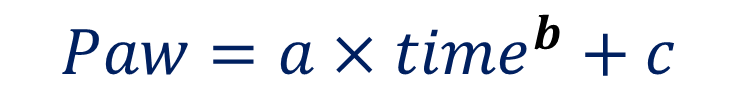 Paw = a × time^b + c